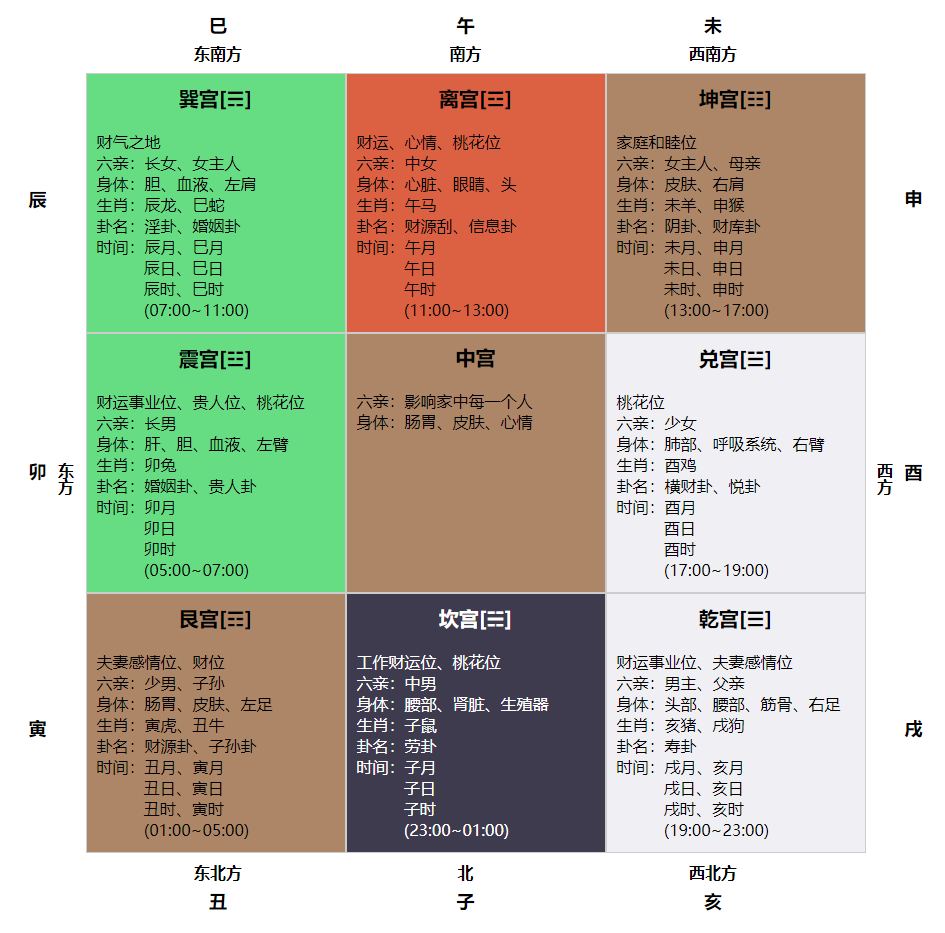 巳
午
未
东南方
南方
西南方
辰
巽宫[☴]
财气之地
六亲：长女、女主人
身体：胆、血液、左肩
生肖：辰龙、巳蛇
卦名：淫卦、婚姻卦
时间：辰月、巳月
辰日、巳日
辰时、巳时
(07:00~11:00)
离宫[☲]
财运、心情、桃花位
六亲：中女
身体：心脏、眼睛、头
生肖：午马
卦名：财源刮、信息卦
时间：午月
午日
午时
(11:00~13:00)
坤宫[☷]
家庭和睦位
六亲：女主人、母亲
身体：皮肤、右肩
生肖：未羊、申猴
卦名：阴卦、财库卦
时间：未月、申月
未日、申日
未时、申时
(13:00~17:00)
申
卯
东方
震宫[☳]
财运事业位、贵人位、桃花位
六亲：长男
身体：肝、胆、血液、左臂
生肖：卯兔
卦名：婚姻卦、贵人卦
时间：卯月
卯日
卯时
(05:00~07:00)
中宫
六亲：影响家中每一个人
身体：肠胃、皮肤、心情
兑宫[☱]
桃花位
六亲：少女
身体：肺部、呼吸系统、右臂
生肖：酉鸡
卦名：横财卦、悦卦
时间：酉月
酉日
酉时
(17:00~19:00)
西方
酉
寅
艮宫[☶]
夫妻感情位、财位
六亲：少男、子孙
身体：肠胃、皮肤、左足
生肖：寅虎、丑牛
卦名：财源卦、子孙卦
时间：丑月、寅月
丑日、寅日
丑时、寅时
(01:00~05:00)
坎宫[☵]
工作财运位、桃花位
六亲：中男
身体：腰部、肾脏、生殖器
生肖：子鼠
卦名：劳卦
时间：子月
子日
子时
(23:00~01:00)
乾宫[☰]
财运事业位、夫妻感情位
六亲：男主、父亲
身体：头部、腰部、筋骨、右足
生肖：亥猪、戌狗
卦名：寿卦
时间：戌月、亥月
戌日、亥日
戌时、亥时
(19:00~23:00)
戌
东北方
北
西北方
丑
子
亥